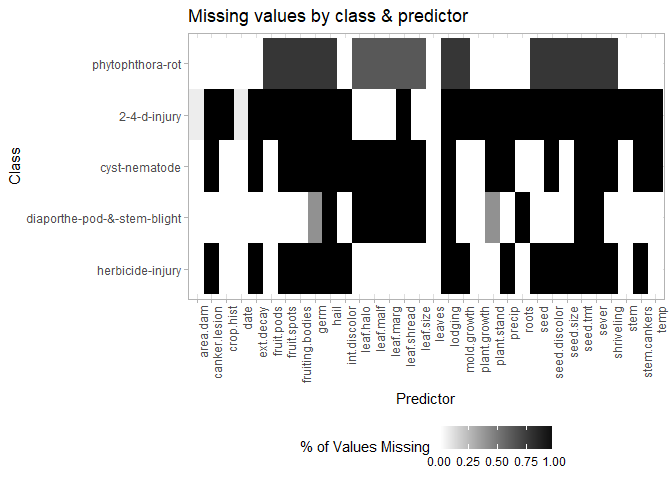 Missing values by class & predictor
Class
phytophthora-rot
2-4-d-injury
cyst-nematode
diaporthe-pod-&-stem-blight
herbicide-injury
area.dam
canker.lesion
crop.hist
date
ext.decay
fruit.pods
fruit.spots
fruiting.bodies
germ
hail
int.discolor
leaf.halo
leaf.malf
leaf.marg
leaf.shread
leaf.size
leaves
lodging
mold.growth
plant.growth
plant.stand
precip
roots
seed
seed.discolor
seed.size
seed.tmt
sever
shriveling
stem
stem.cankers
temp
Predictor
% of Values Missing
0.00 0.25 0.50 0.75 1.00